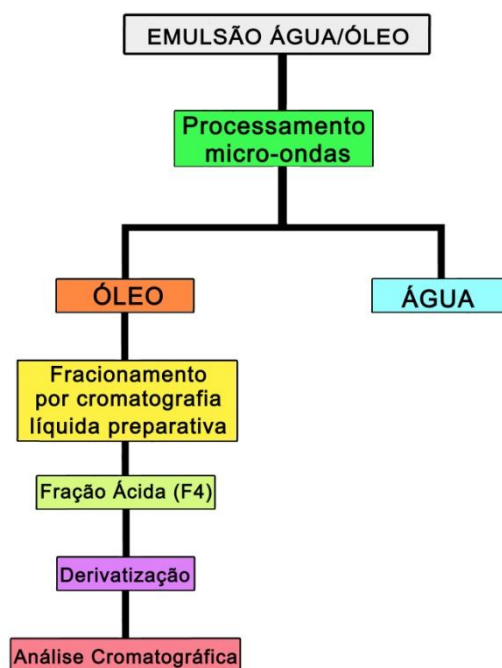 EMULSÃO ÁGUA/ÓLEO
Processamento
micro-ondas
ÓLEO
ÁGUA
Fracionamento
por cromatografia
líquida preparativa
Fração Ácida (F4)
Derivatização
Análise Cromatográfica